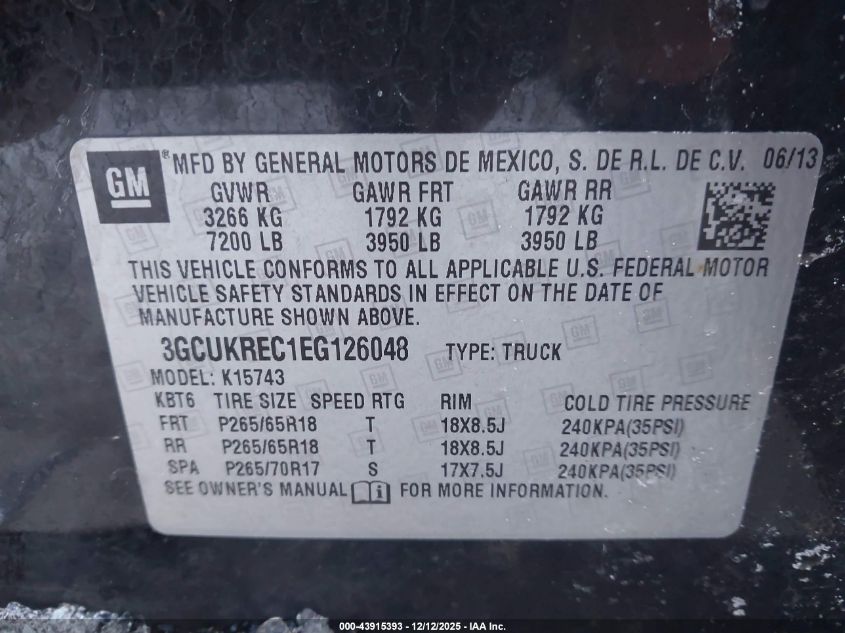 GM ® MFD BY GENERAL MOTORS DE MEXICO, S. DE R.L. DE C.V. 06/13
GVWR GAWR FRT GAWR RR
3266 KG 1792 KG 1792 KG
7200 LB 3950 LB 3950 LB
THIS VEHICLE CONFORMS TO ALL APPLICABLE U.S. FEDERAL MOTOR
VEHICLE SAFETY STANDARDS IN EFFECT ON THE DATE OF
MANUFACTURE SHOWN ABOVE.
3GCUKREC1EG126048 TYPE: TRUCK
MODEL: K15743
KBT6 TIRE SIZE SPEED RTG RIM COLD TIRE PRESSURE
FRT P265/65R18 T 18X8.5J 240KPA(35PSI)
RR P265/65R18 T 18X8.5J 240KPA(35PSI)
SPA P265/70R17 S 17X7.5J 240KPA(35PSI)
SEE OWNER'S MANUAL FOR MORE INFORMATION.
000-43915393 - 12/12/2025 - IAA Inc.